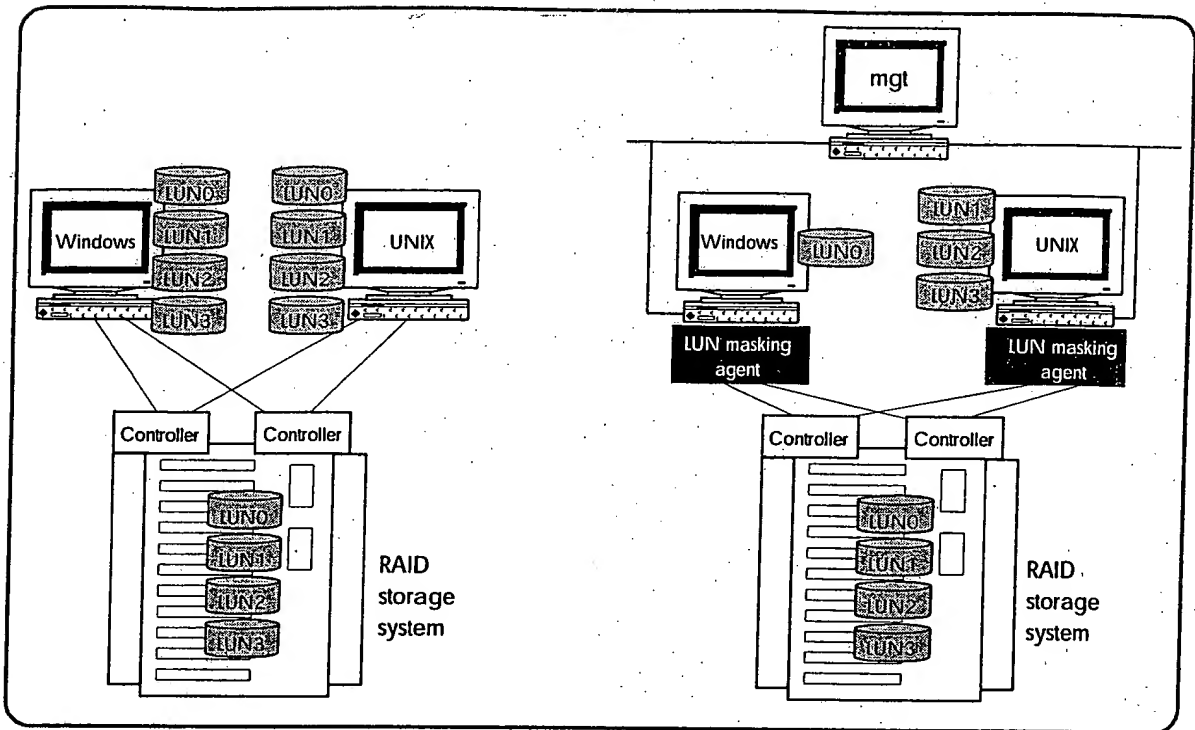 mgt
LUN0
LUN0
LUN1
LUN1
Windows
UNIX
LUN2
LUN2
LUN3
LUN3
Controller
Controller
LUN0
LUN1
LUN2
LUN3
RAID
storage
system
Windows
LUN0
LUN1
LUN2
LUN3
UNIX
LUN masking
agent
LUN masking
agent
Controller
Controller
LUN0
LUN1
LUN2
LUN3
RAID
storage
system